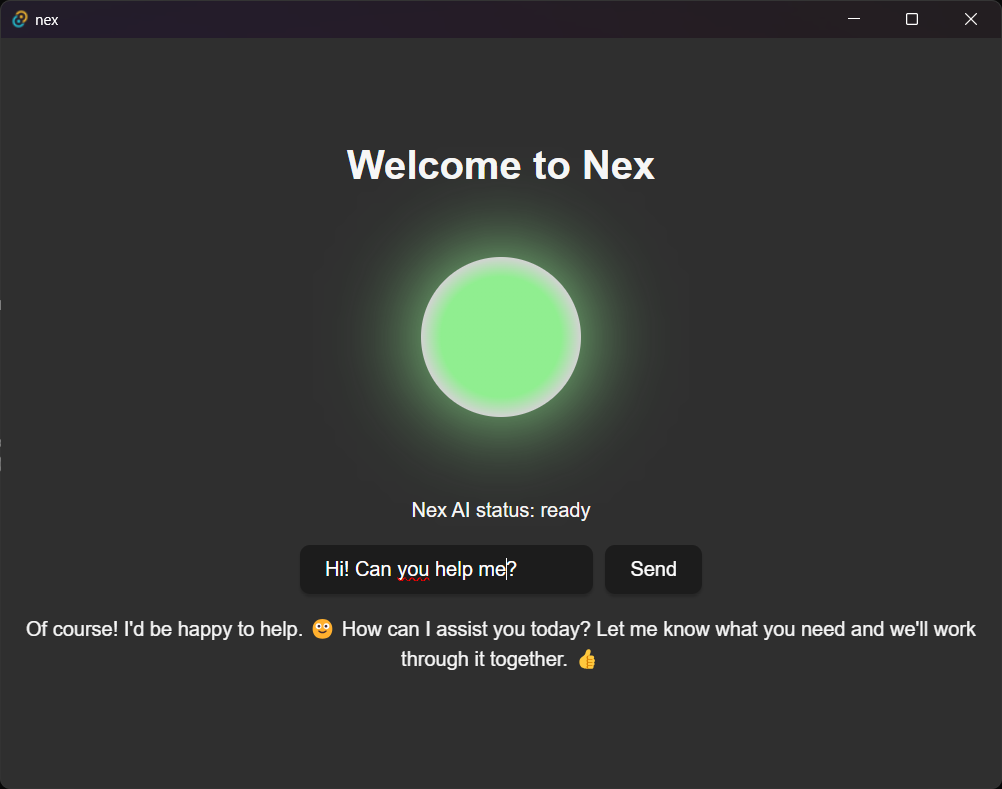 nex
Welcome to Nex
Nex AI status: ready
Hi! Can you help me?
Send
Of course! I'd be happy to help. 😊 How can I assist you today? Let me know what you need and we'll work
through it together. 👍